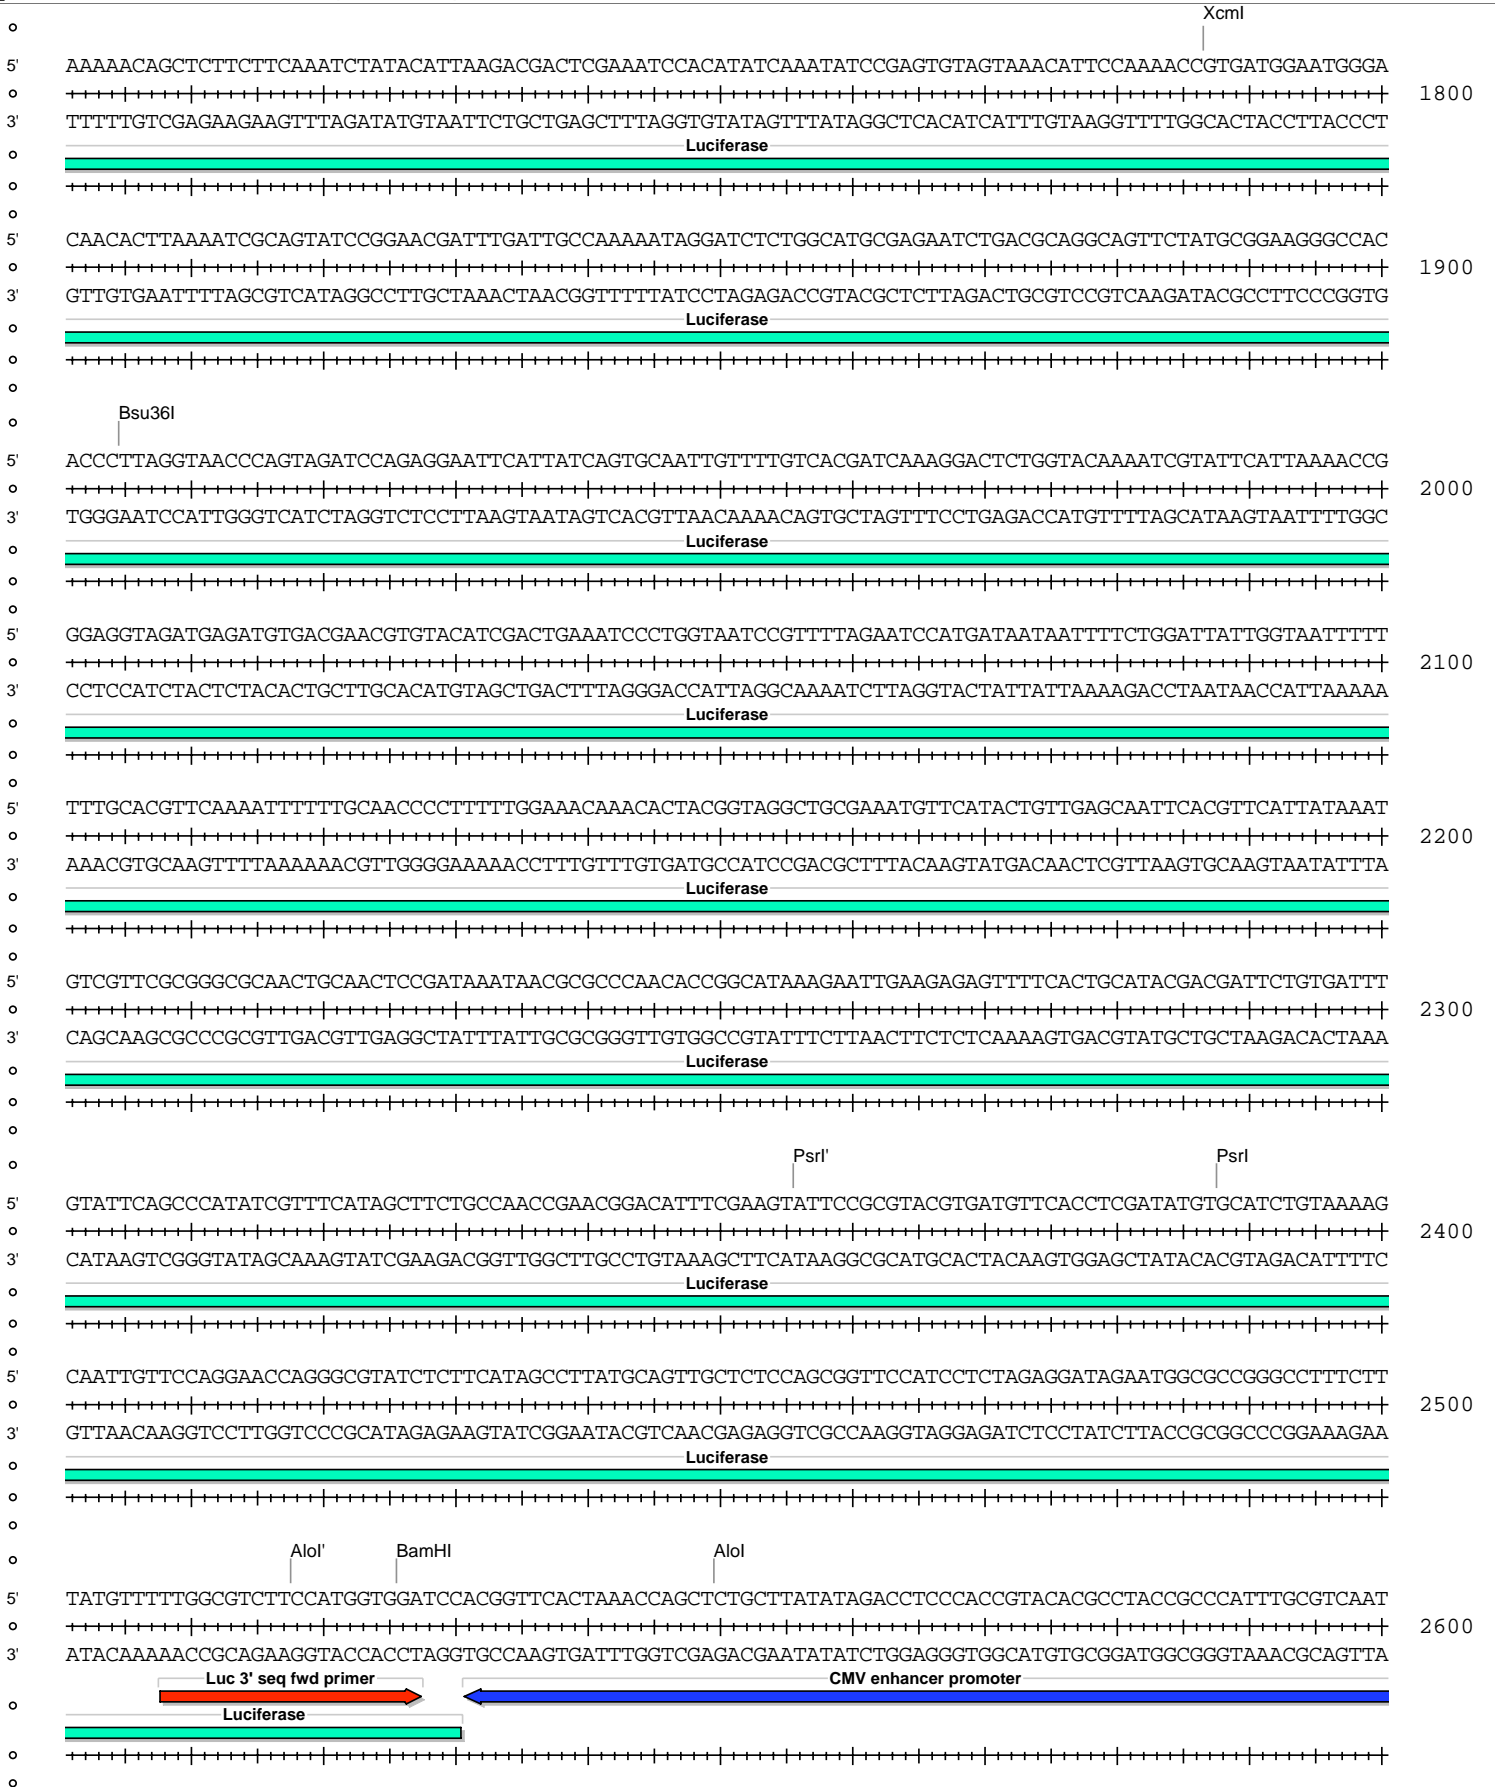 XcmI
5' AAAAACAGCTCTTCTTCAAATCTATACATTAAGACGACTCGAAATCCACATATCAAATATCCGAGTGTAGTAAACATTCCAAAACCGTGATGGAATGGGA
1800
3' TTTTTGTCGAGAAGAAGTTTAGATATGTAATTCTGCTGAGCTTTAGGTGTATAGTTTATAGGCTCACATCATTTGTAAGGTTTTGGCACTACCTTACCCT
Luciferase
5' CAACACTTAAAATCGCAGTATCCGGAACGATTTGATTGCCAAAAATAGGATCTCTGGCATGCGAGAATCTGACGCAGGCAGTTCTATGCGGAAGGGCCAC
1900
3' GTTGTGAATTTTAGCGTCATAGGCCTTGCTAAACTAACGGTTTTTATCCTAGAGACCGTACGCTCTTAGACTGCGTCCGTCAAGATACGCCTTCCCGGTG
Luciferase
Bsu36I
5' ACCCTTAGGTAACCCAGTAGATCCAGAGGAATTCATTATCAGTGCAATTGTTTTGTCACGATCAAAGGACTCTGGTACAAAATCGTATTCATTAAAACCG
2000
3' TGGGAATCCATTGGGTCATCTAGGTCTCCTTAAGTAATAGTCACGTTAACAAAACAGTGCTAGTTTCCTGAGACCATGTTTTAGCATAAGTAATTTTGGC
Luciferase
5' GGAGGTAGATGAGATGTGACGAACGTGTACATCGACTGAAATCCCTGGTAATCCGTTTTAGAATCCATGATAATAATTTTCTGGATTATTGGTAATTTTT
2100
3' CCTCCATCTACTCTACACTGCTTGCACATGTAGCTGACTTTAGGGACCATTAGGCAAAATCTTAGGTACTATTATTAAAAGACCTAATAACCATTAAAAA
Luciferase
5' TTTGCACGTTCAAAATTTTTTGCAACCCCTTTTTGGAAACAAACACTACGGTAGGCTGCGAAATGTTCATACTGTTGAGCAATTCACGTTCATTATAAAT
2200
3' AAACGTGCAAGTTTTAAAAAACGTTGGGGAAAAACCTTTGTTTGTGATGCCATCCGACGCTTTACAAGTATGACAACTCGTTAAGTGCAAGTAATATTTA
Luciferase
5' GTCGTTCGCGGGCGCAACTGCAACTCCGATAAATAACGCGCCCAACACCGGCATAAAGAATTGAAGAGAGTTTTCACTGCATACGACGATTCTGTGATTT
2300
3' CAGCAAGCGCCCGCGTTGACGTTGAGGCTATTTATTGCGCGGGTTGTGGCCGTATTTCTTAACTTCTCTCAAAAGTGACGTATGCTGCTAAGACACTAAA
Luciferase
PsrI' PsrI
5' GTATTCAGCCCATATCGTTTCATAGCTTCTGCCAACCGAACGGACATTTCGAAGTATTCCGCGTACGTGATGTTCACCTCGATATGTGCATCTGTAAAAG
2400
3' CATAAGTCGGGTATAGCAAAGTATCGAAGACGGTTGGCTTGCCTGTAAAGCTTCATAAGGCGCATGCACTACAAGTGGAGCTATACACGTAGACATTTTC
Luciferase
5' CAATTGTTCCAGGAACCAGGGCGTATCTCTTCATAGCCTTATGCAGTTGCTCTCCAGCGGTTCCATCCTCTAGAGGATAGAATGGCGCCGGGCCTTTCTT
2500
3' GTTAACAAGGTCCTTGGTCCCGCATAGAGAAGTATCGGAATACGTCAACGAGAGGTCGCCAAGGTAGGAGATCTCCTATCTTACCGCGGCCCGGAAAGAA
Luciferase
AloI' BamHI AloI
5' TATGTTTTTGGCGTCTTCCATGGTGGATCCACGGTTCACTAAACCAGCTCTGCTTATATAGACCTCCCACCGTACACGCCTACCGCCCATTTGCGTCAAT
2600
3' ATACAAAAACCGCAGAAGGTACCACCTAGGTGCCAAGTGATTTGGTCGAGACGAATATATCTGGAGGGTGGCATGTGCGGATGGCGGGTAAACGCAGTTA
Luc 3' seq fwd primer CMV enhancer promoter
Luciferase